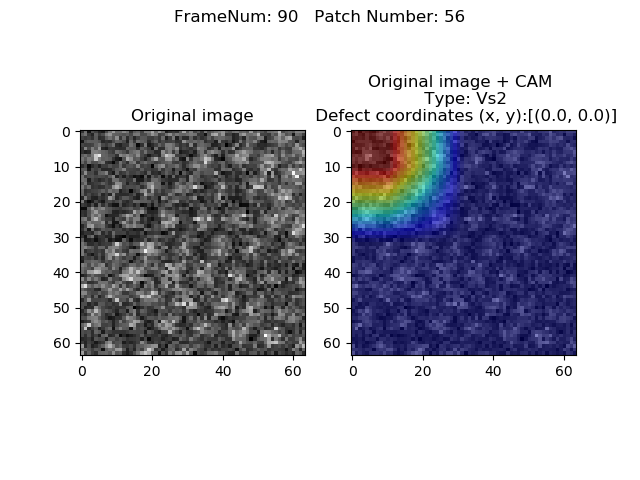 FrameNum: 90   Patch Number: 56
Original image
Original image + CAM
Type: Vs2
Defect coordinates (x, y):[(0.0, 0.0)]
0
10
20
30
40
50
60
0 20 40 60
0
10
20
30
40
50
60
0 20 40 60